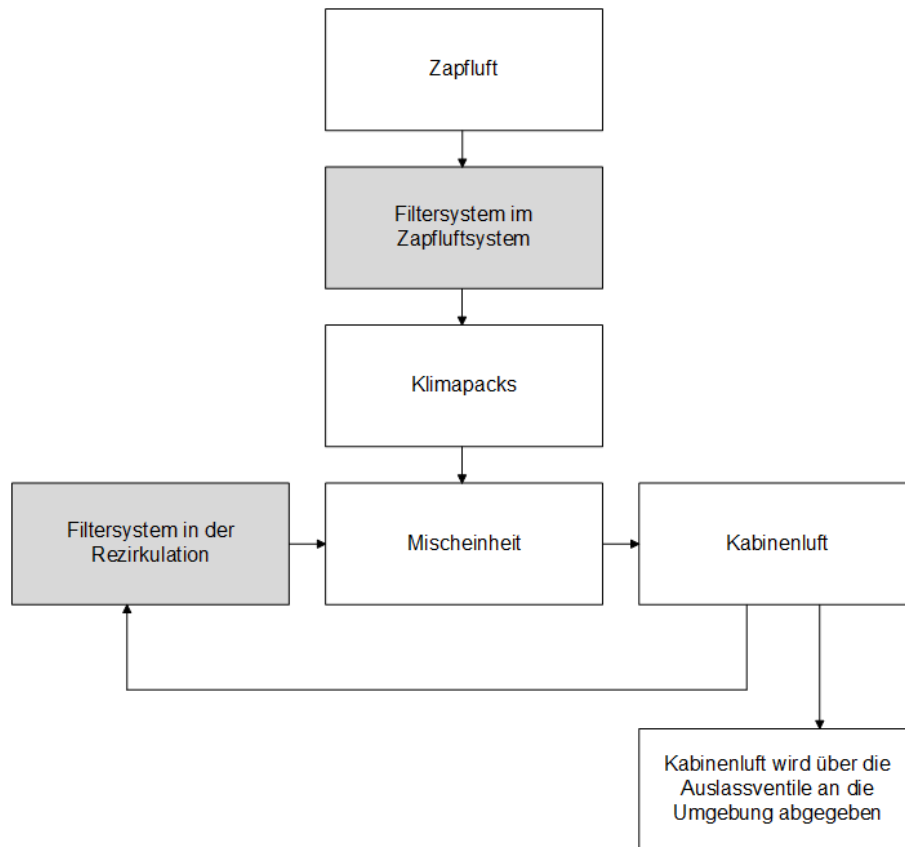 Zapfluft
Filtersystem im
Zapfluftsystem
Klimapacks
Filtersystem in der
Rezirkulation
Mischeinheit
Kabinenluft
Kabinenluft wird über die
Auslassventile an die
Umgebung abgegeben